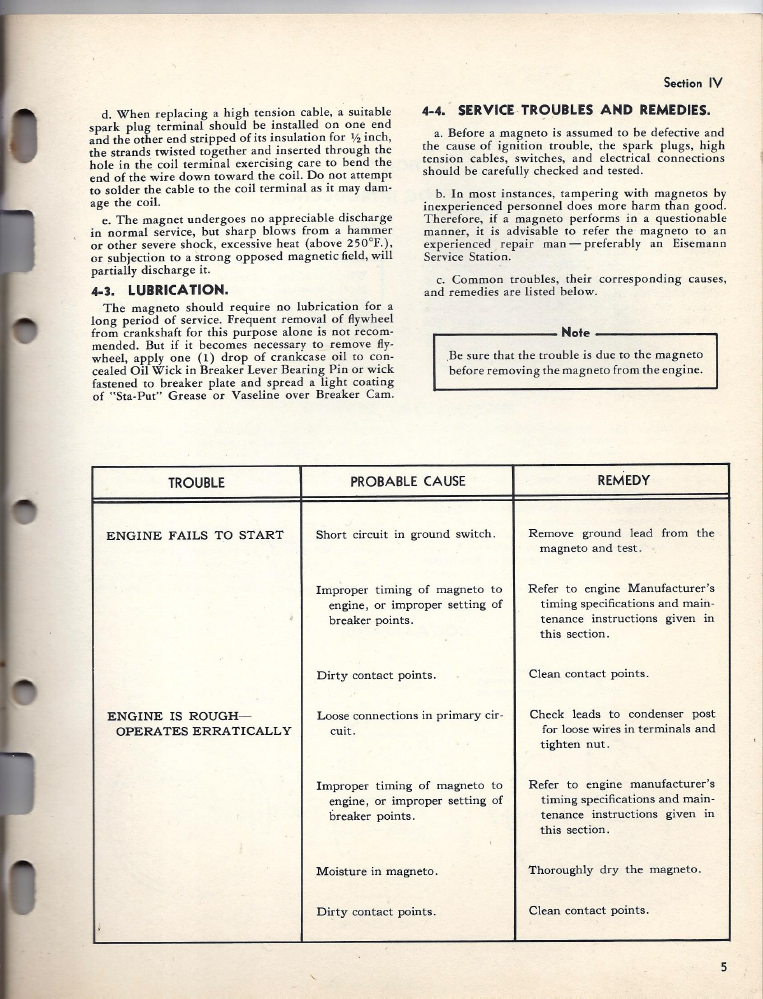 Section IV
d. When replacing a high tension cable, a suitable
spark plug terminal should be installed on one end
and the other end stripped of its insulation for ½ inch,
the strands twisted together and inserted through the
hole in the coil terminal exercising care to bend the
end of the wire down toward the coil. Do not attempt
to solder the cable to the coil terminal as it may dam-
age the coil.
e. The magnet undergoes no appreciable discharge
in normal service, but sharp blows from a hammer
or other severe shock, excessive heat (above 250°F.),
or subjection to a strong opposed magnetic field, will
partially discharge it.
4-3. LUBRICATION.
The magneto should require no lubrication for a
long period of service. Frequent removal of flywheel
from crankshaft for this purpose alone is not recom-
mended. But if it becomes necessary to remove fly-
wheel, apply one (1) drop of crankcase oil to con-
cealed Oil Wick in Breaker Lever Bearing Pin or wick
fastened to breaker plate and spread a light coating
of "Sta-Put" Grease or Vaseline over Breaker Cam.
4-4. SERVICE TROUBLES AND REMEDIES.
a. Before a magneto is assumed to be defective and
the cause of ignition trouble, the spark plugs, high
tension cables, switches, and electrical connections
should be carefully checked and tested.
b. In most instances, tampering with magnetos by
inexperienced personnel does more harm than good.
Therefore, if a magneto performs in a questionable
manner, it is advisable to refer the magneto to an
experienced repair man—preferably an Eisemann
Service Station.
c. Common troubles, their corresponding causes,
and remedies are listed below.
Note
Be sure that the trouble is due to the magneto
before removing the magneto from the engine.
TROUBLE PROBABLE CAUSE REMEDY
ENGINE FAILS TO START Short circuit in ground switch. Remove ground lead from the
magneto and test.
Improper timing of magneto to Refer to engine Manufacturer's
engine, or improper setting of timing specifications and main-
breaker points. tenance instructions given in
this section.
Dirty contact points. Clean contact points.
ENGINE IS ROUGH— Loose connections in primary cir- Check leads to condenser post
OPERATES ERRATICALLY cuit. for loose wires in terminals and
tighten nut.
Improper timing of magneto to Refer to engine manufacturer's
engine, or improper setting of timing specifications and main-
breaker points. tenance instructions given in
this section.
Moisture in magneto. Thoroughly dry the magneto.
Dirty contact points. Clean contact points.
5